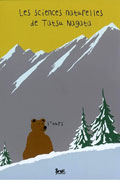 Les sciences naturelles
de Tatsu Nagata
L'OURS
Seuil